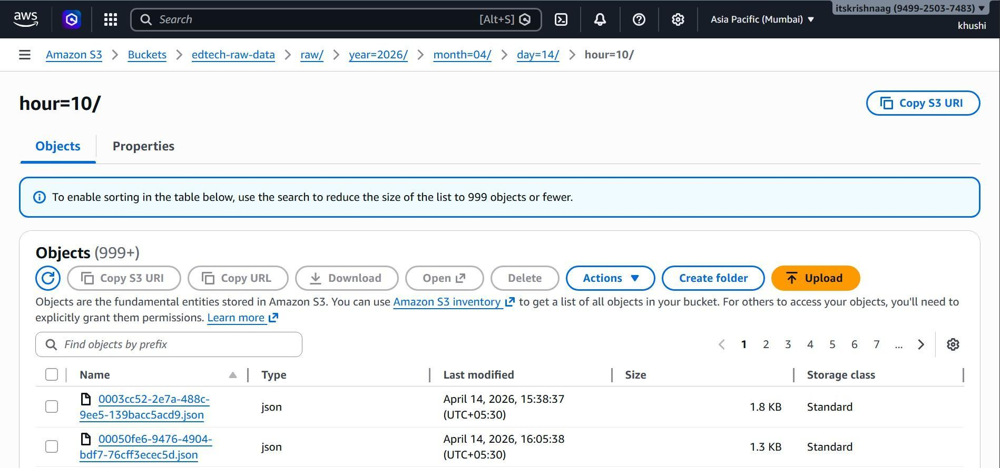 aws
Search [Alt+S]
Asia Pacific (Mumbai)
itskrishnaag (9499-2503-7483)
khushi
Amazon S3 > Buckets > edtech-raw-data > raw/ > year=2026/ > month=04/ > day=14/ > hour=10/
hour=10/
Copy S3 URI
Objects Properties
To enable sorting in the table below, use the search to reduce the size of the list to 999 objects or fewer.
Objects (999+)
Copy S3 URI Copy URL Download Open Delete Actions Create folder Upload
Objects are the fundamental entities stored in Amazon S3. You can use Amazon S3 inventory to get a list of all objects in your bucket. For others to access your objects, you'll need to
explicitly grant them permissions. Learn more
Find objects by prefix
1 2 3 4 5 6 7 ...
Name Type Last modified Size Storage class
0003cc52-2e7a-488c-
9ee5-139bacc5acd9.json
json
April 14, 2026, 15:38:37
(UTC+05:30)
1.8 KB
Standard
00050fe6-9476-4904-
bdf7-76cff3ecec5d.json
json
April 14, 2026, 16:05:38
(UTC+05:30)
1.3 KB
Standard